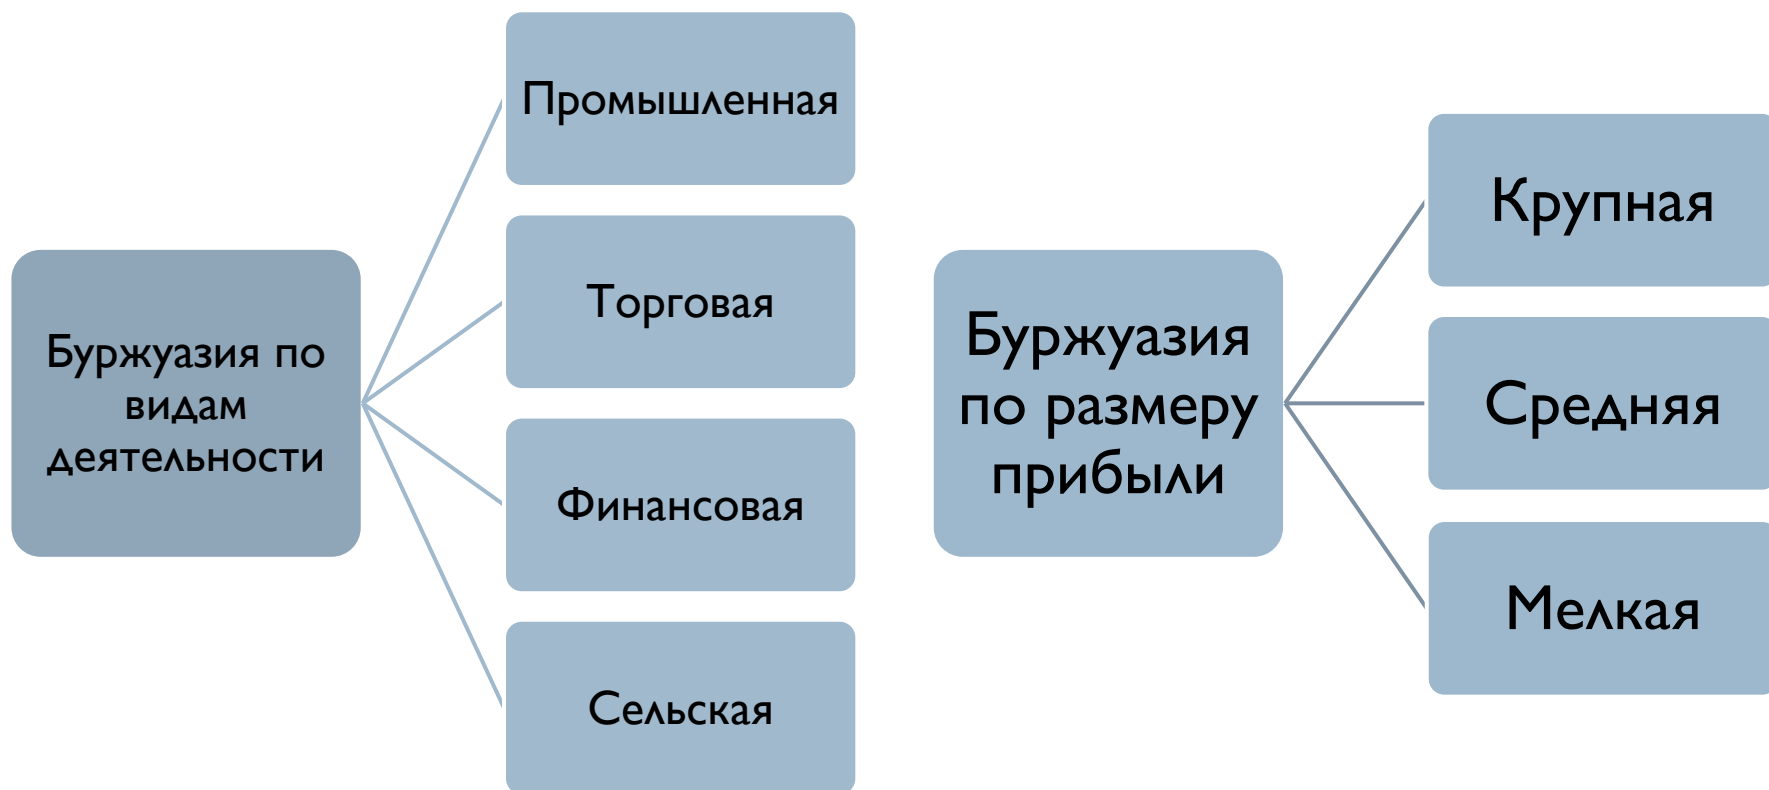 Буржуазия по
видам
деятельности
Промышленная
Торговая
Финансовая
Сельская
Буржуазия
по размеру
прибыли
Крупная
Средняя
Мелкая